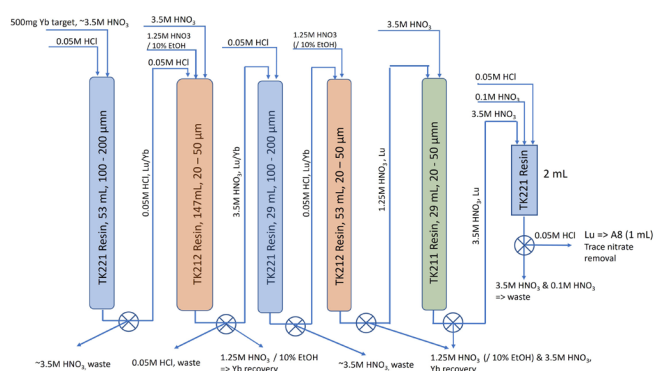 500mg Yb target, ~3.5M HNO3
0.05M HCl
3.5M HNO3
1.25M HNO3
/ 10% EtOH
0.05M HCl
0.05M HCl
1.25M HNO3
(/ 10% EtOH)
3.5M HNO3
0.05M HCl
0.1M HNO3
3.5M HNO3
TK221 Resin, 53 mL, 100 - 200 µmn
0.05M HCl, Lu/Yb
TK212 Resin, 147mL, 20 – 50 µm
3.5M HNO3, Lu/Yb
TK221 Resin, 29 mL, 100 - 200 µmn
0.05M HCl, Lu/Yb
TK212 Resin, 53 mL, 20 – 50 µm
1.25M HNO3, Lu
TK211 Resin, 29 mL, 20 - 50 µm
3.5M HNO3, Lu
TK221 Resin
2 mL
0.05M HCl
Lu => A8 (1 mL)
Trace nitrate
removal
3.5M HNO3 & 0.1M HNO3
=> waste
~3.5M HNO3, waste
0.05M HCl, waste
1.25M HNO3 / 10% EtOH
=> Yb recovery
~3.5M HNO3, waste
1.25M HNO3 (/ 10% EtOH) & 3.5M HNO3,
Yb recovery